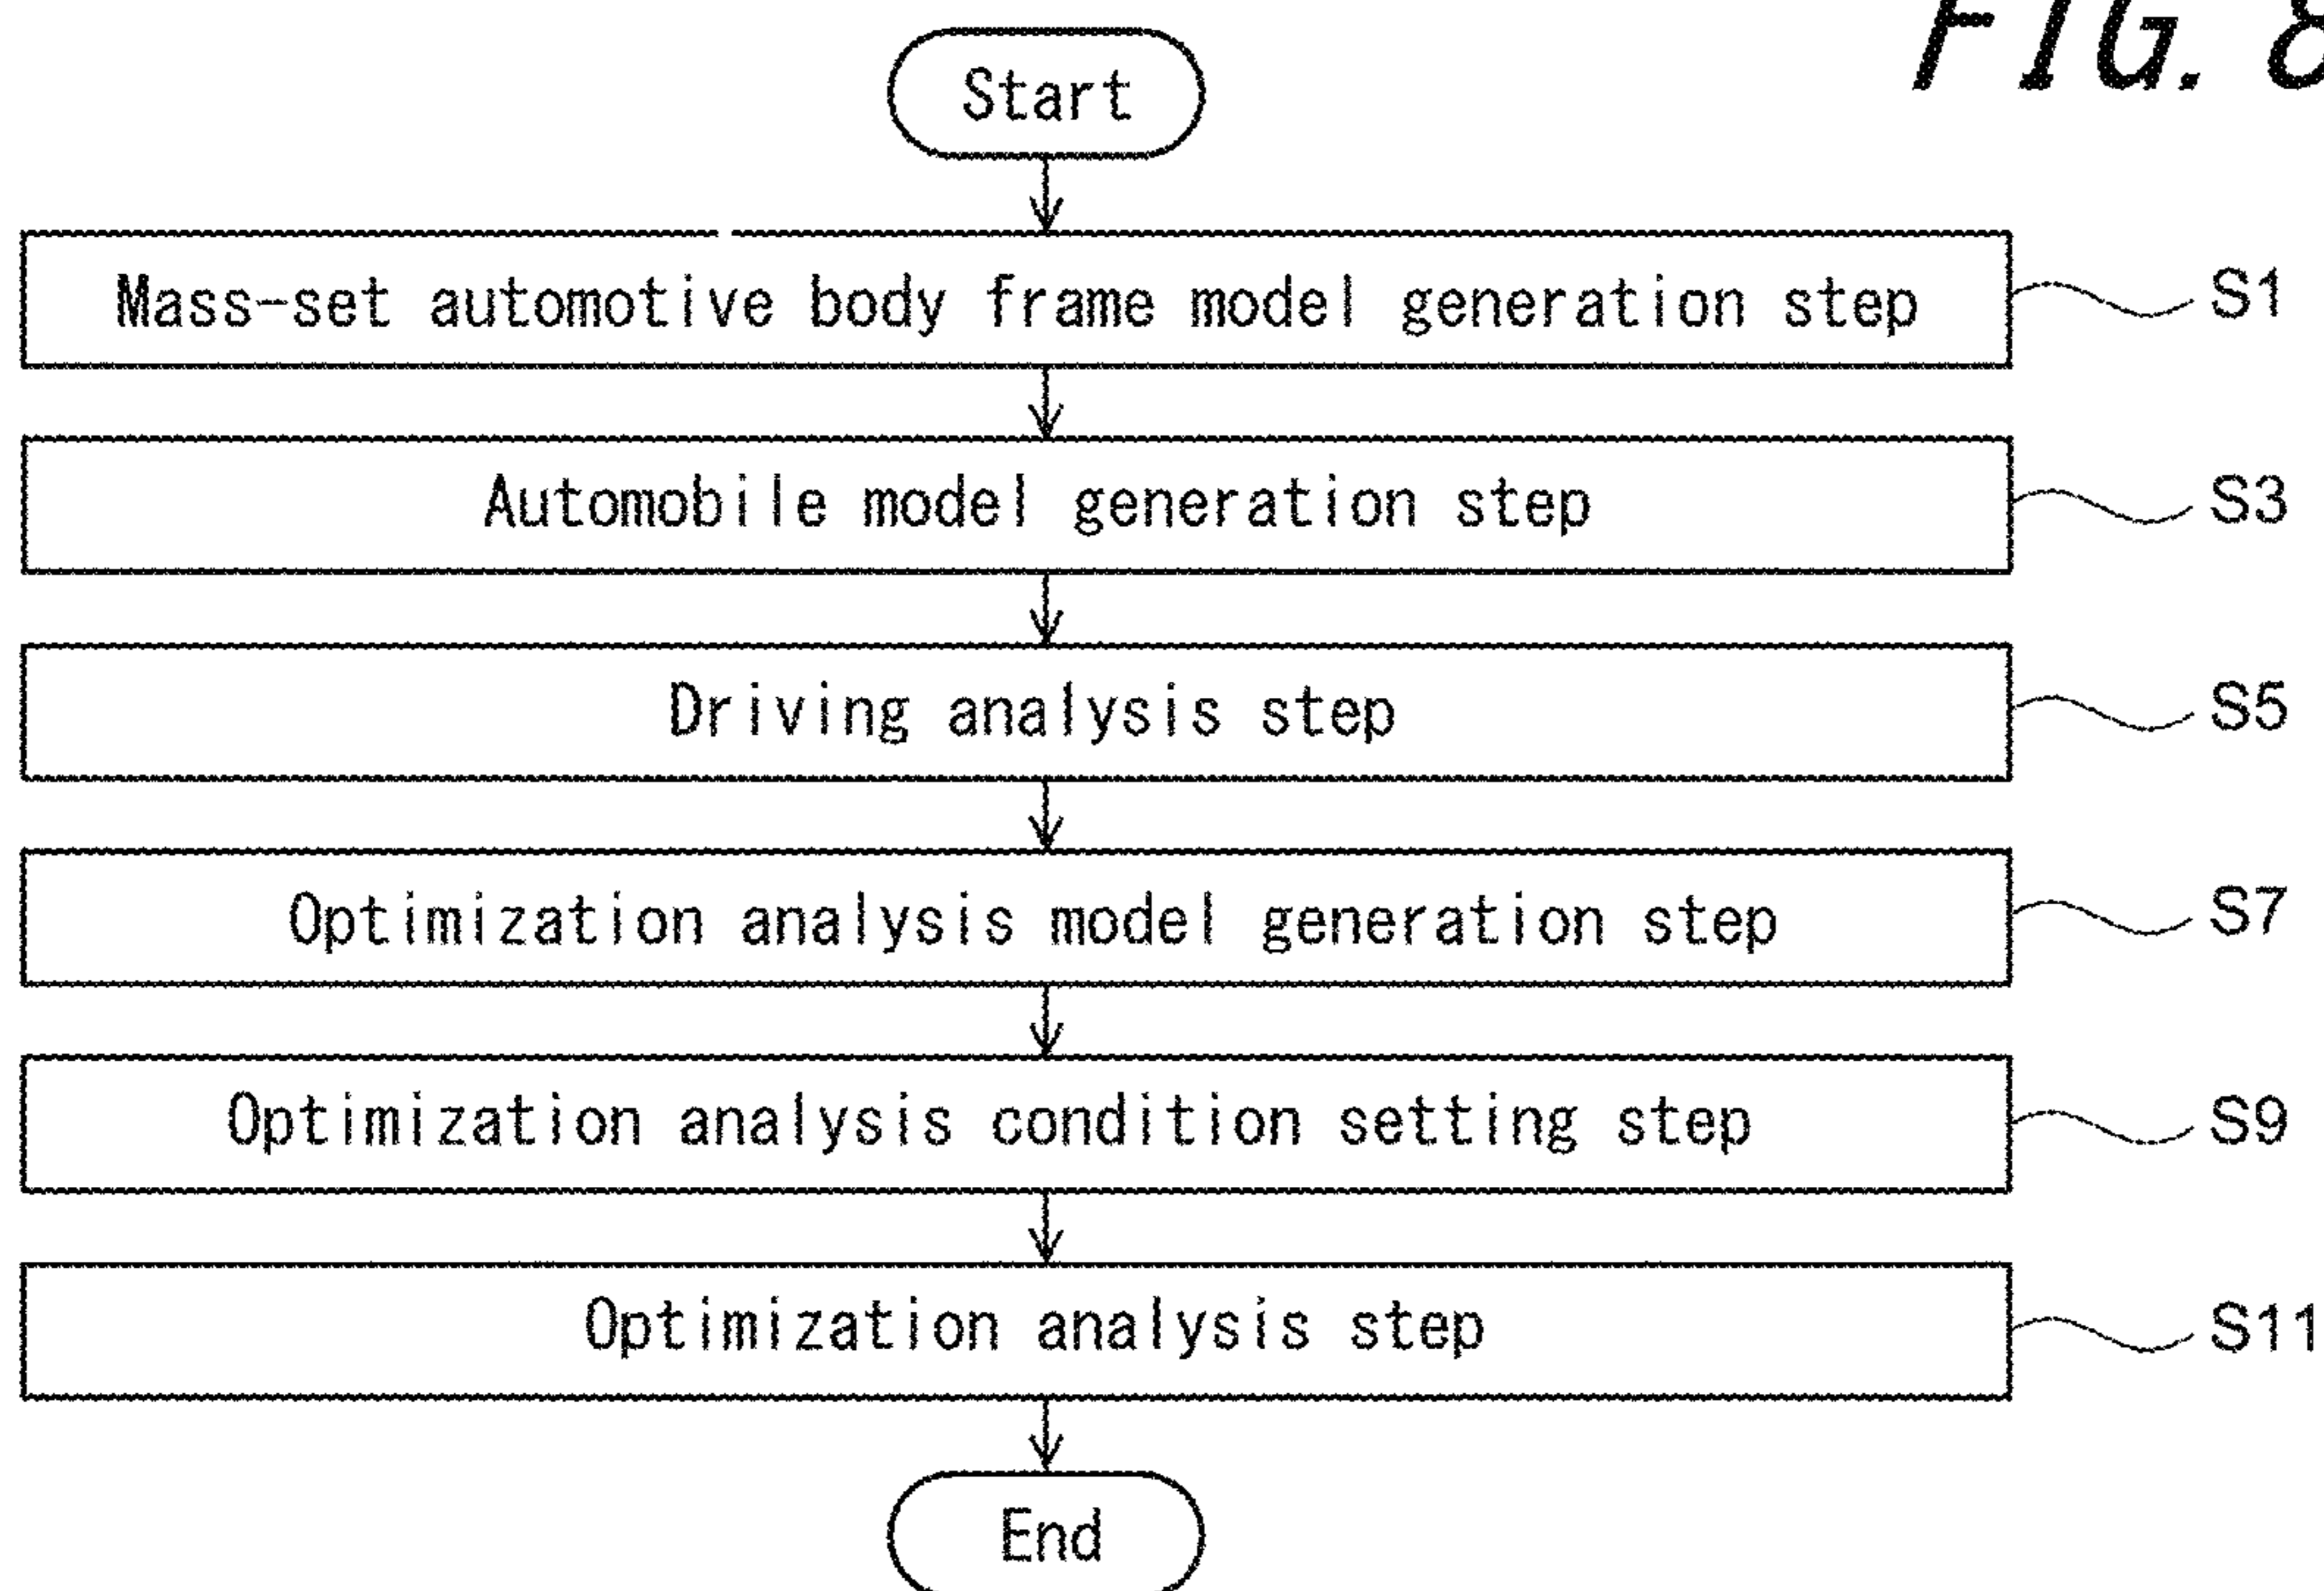 FIG. 8
Start
Mass-set automotive body frame model generation step S1
Automobile model generation step S3
Driving analysis step S5
Optimization analysis model generation step S7
Optimization analysis condition setting step S9
Optimization analysis step S11
End